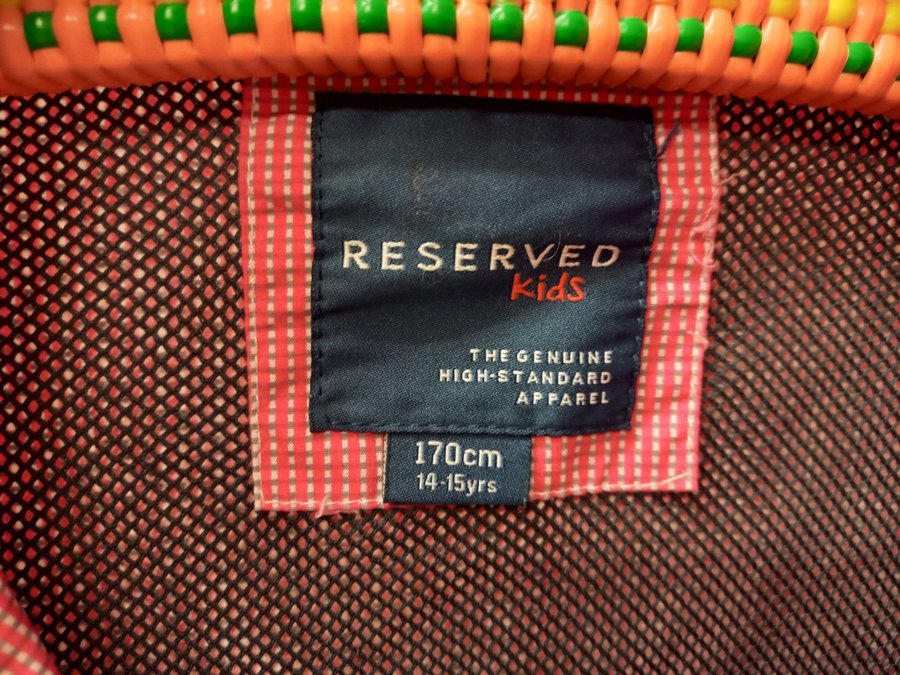 RESERVED
Kids
THE GENUINE
HIGH-STANDARD
APPAREL
170cm
14-15yrs